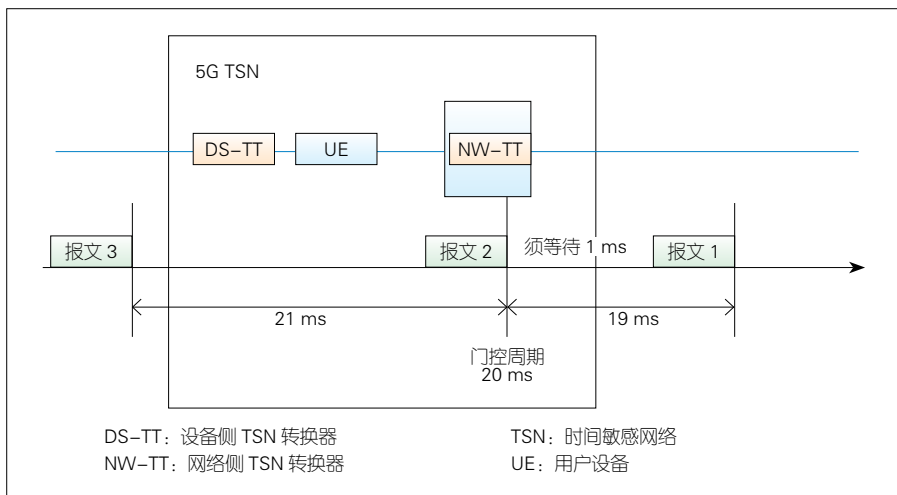 5G TSN
DS-TT
UE
NW-TT
报文 3
报文 2
须等待 1 ms
报文 1
21 ms
19 ms
门控周期
20 ms
DS-TT：设备侧 TSN 转换器
TSN：时间敏感网络
NW-TT：网络侧 TSN 转换器
UE：用户设备